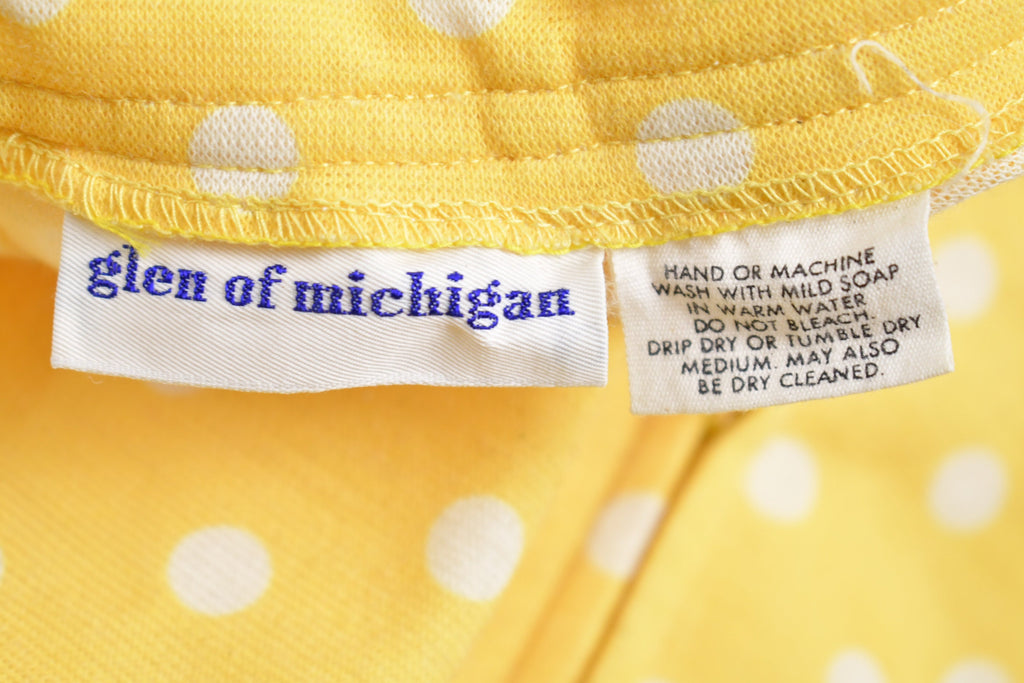 glen of michigan
HAND OR MACHINE
WASH WITH MILD SOAP
IN WARM WATER
DO NOT BLEACH.
DRIP DRY OR TUMBLE DRY
MEDIUM. MAY ALSO
BE DRY CLEANED.